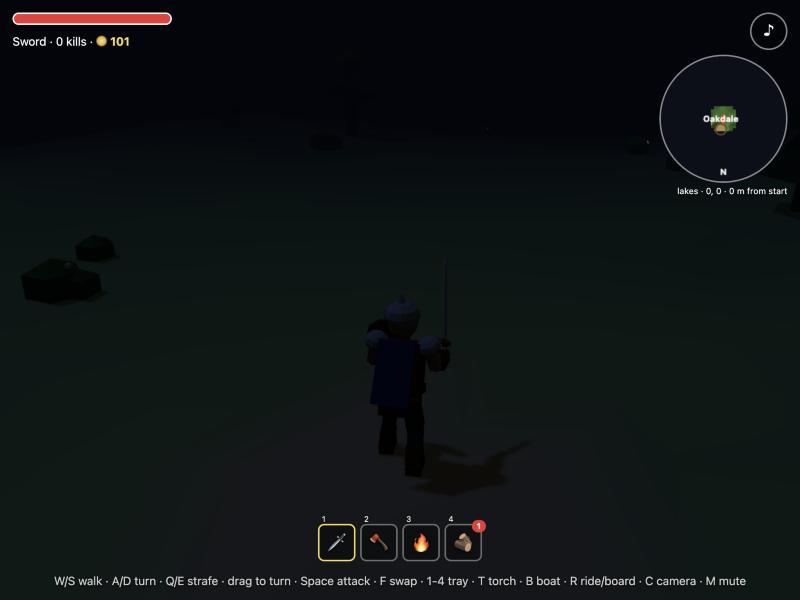 Sword · 0 kills · 101
♪
Oakdale
N
lakes · 0, 0 · 0 m from start
1 2 3 4
1
W/S walk · A/D turn · Q/E strafe · drag to turn · Space attack · F swap · 1-4 tray · T torch · B boat · R ride/board · C camera · M mute